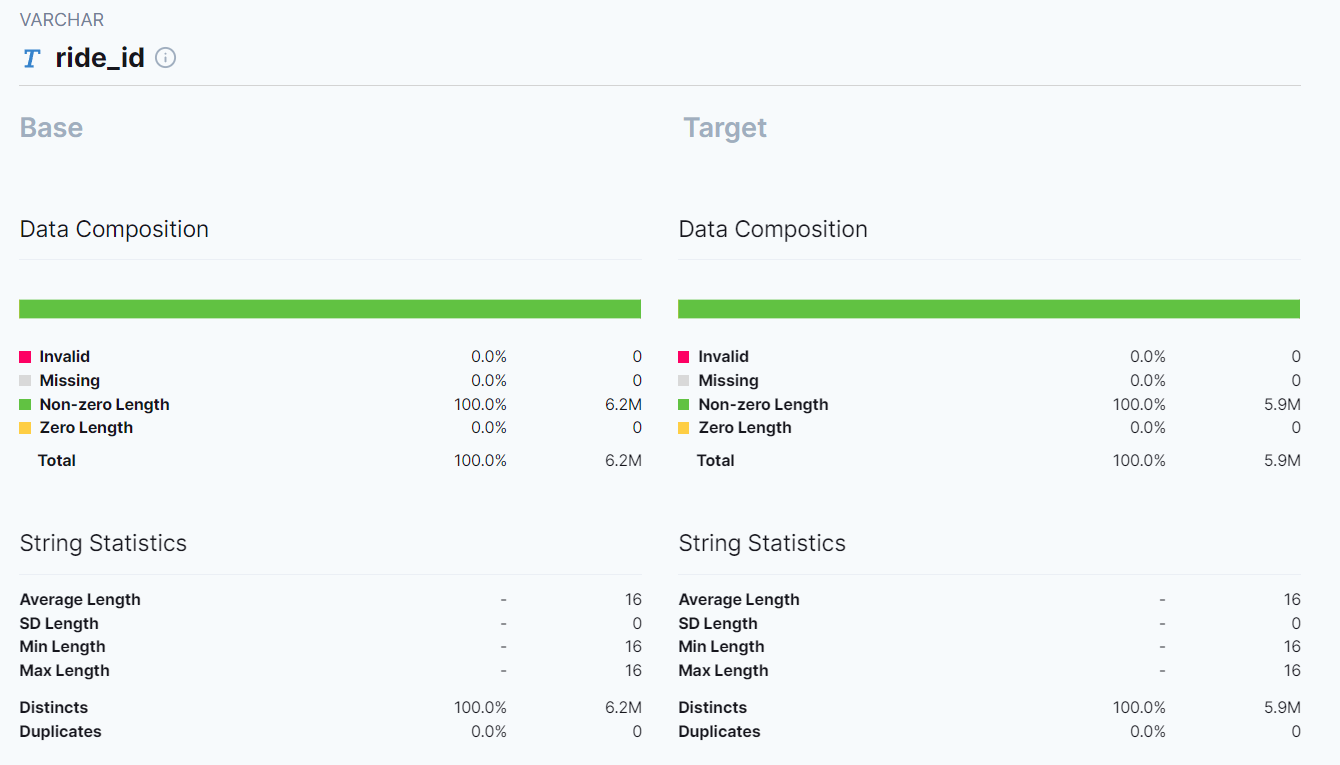 VARCHAR
T ride_id
Base
Target
Data Composition
Data Composition
Invalid 0.0% 0
Missing 0.0% 0
Non-zero Length 100.0% 6.2M
Zero Length 0.0% 0
Total 100.0% 6.2M
Invalid 0.0% 0
Missing 0.0% 0
Non-zero Length 100.0% 5.9M
Zero Length 0.0% 0
Total 100.0% 5.9M
String Statistics
String Statistics
Average Length - 16
SD Length - 0
Min Length - 16
Max Length - 16
Distincts 100.0% 6.2M
Duplicates 0.0% 0
Average Length - 16
SD Length - 0
Min Length - 16
Max Length - 16
Distincts 100.0% 5.9M
Duplicates 0.0% 0